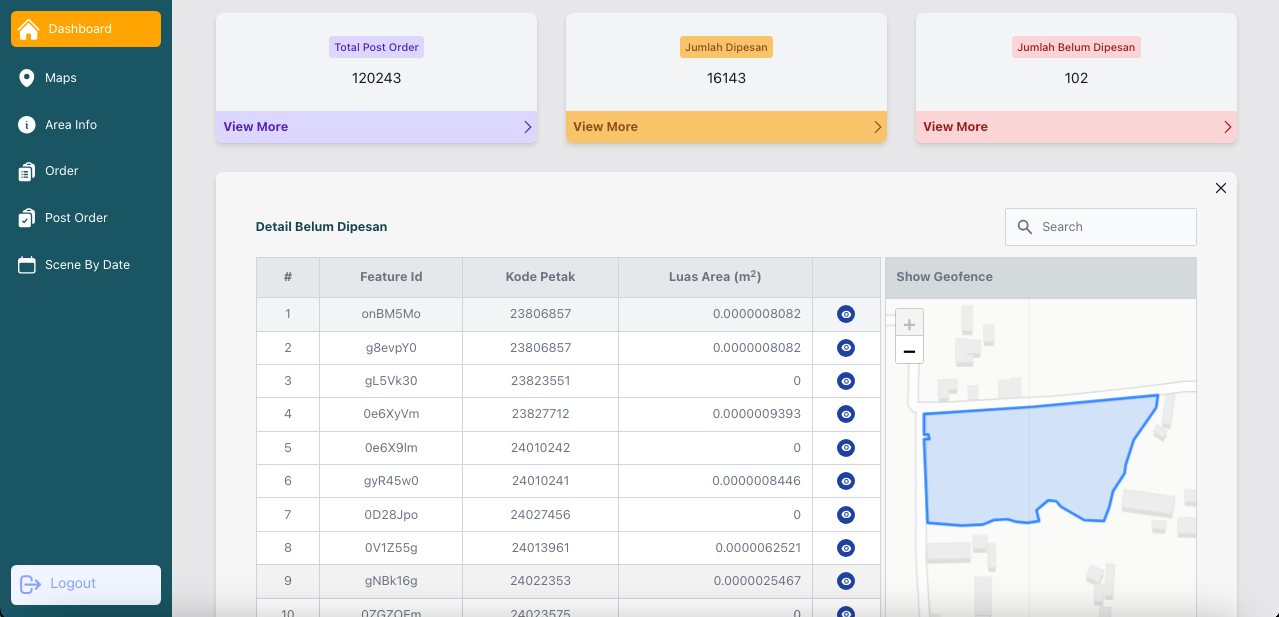 Dashboard
Maps
Area Info
Order
Post Order
Scene By Date
Logout
Total Post Order
120243
View More
Jumlah Dipesan
16143
View More
Jumlah Belum Dipesan
102
View More
Detail Belum Dipesan
Search
# Feature Id Kode Petak Luas Area (m²)
1 onBM5Mo 23806857 0.0000008082
2 g8evpY0 23806857 0.0000008082
3 gL5Vk30 23823551 0
4 0e6XyVm 23827712 0.0000009393
5 0e6X9lm 24010242 0
6 gyR45w0 24010241 0.0000008446
7 0D28Jpo 24027456 0
8 0V1Z55g 24013961 0.0000062521
9 gNBk16g 24022353 0.0000025467
10 24023575 0
Show Geofence
+
−